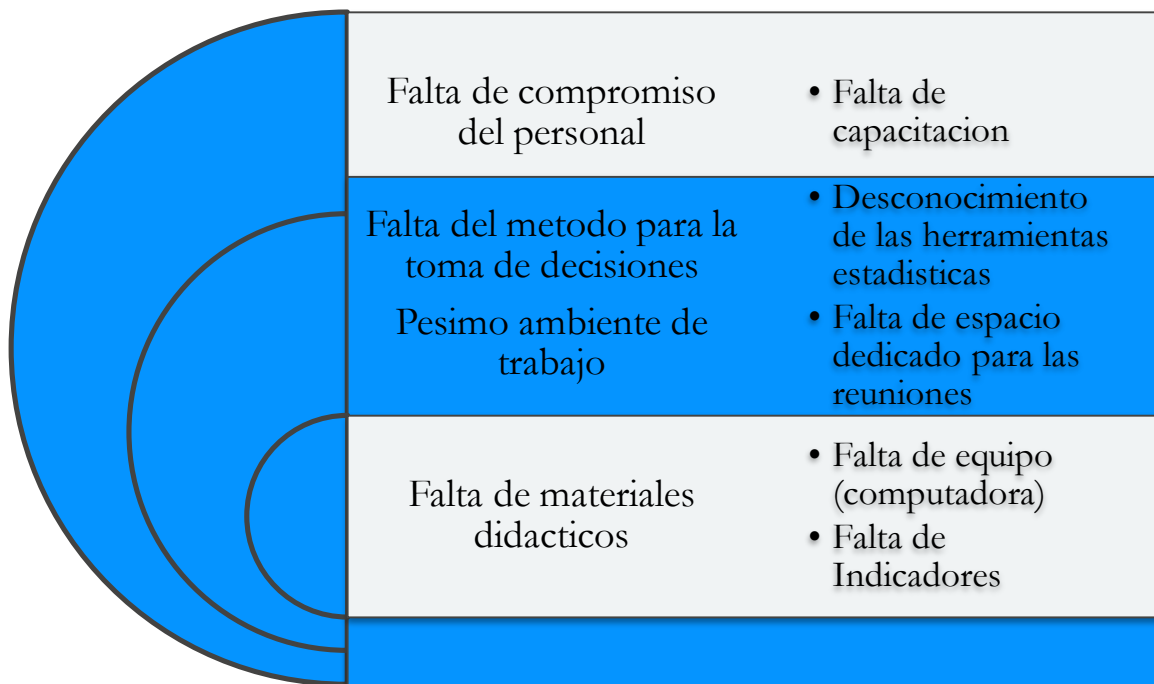 Falta de compromiso
del personal
• Falta de
capacitacion
Falta del metodo para la
toma de decisiones
Pesimo ambiente de
trabajo
• Desconocimiento
de las herramientas
estadisticas
• Falta de espacio
dedicado para las
reuniones
Falta de materiales
didacticos
• Falta de equipo
(computadora)
• Falta de
Indicadores